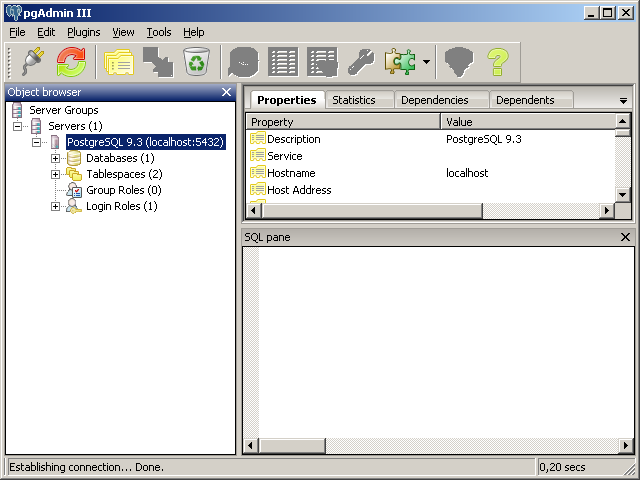 pgAdmin III
File Edit Plugins View Tools Help
Object browser
Server Groups
Servers (1)
PostgreSQL 9.3 (localhost:5432)
Databases (1)
Tablespaces (2)
Group Roles (0)
Login Roles (1)
Properties Statistics Dependencies Dependents
Property Value
Description PostgreSQL 9.3
Service
Hostname localhost
Host Address
SQL pane
Establishing connection... Done. 0,20 secs